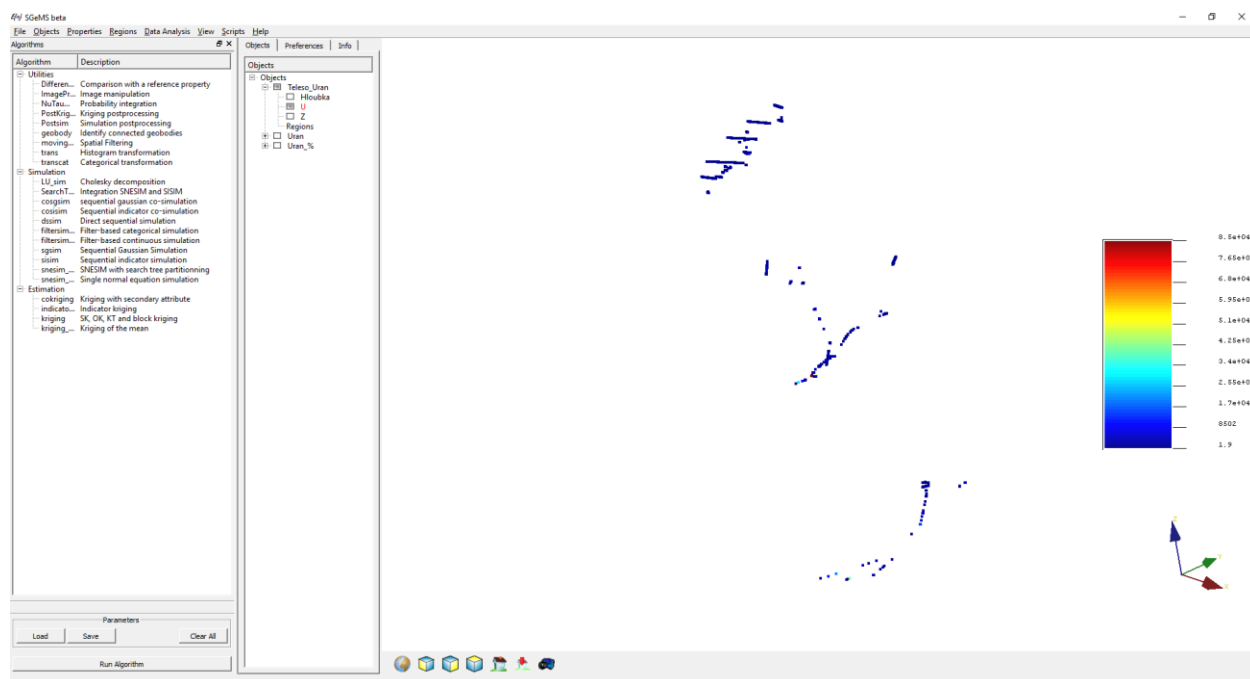 SGeMS beta
File Objects Properties Regions Data Analysis View Scripts Help
Algorithms
Algorithm Description
Utilities
Differen... Comparison with a reference property
ImagePr... Image manipulation
NuTau... Probability integration
PostKrig... Kriging postprocessing
Postsim Simulation postprocessing
geobody Identify connected geobodies
moving... Spatial Filtering
trans Histogram transformation
transcat Categorical transformation
Simulation
LU_sim Cholesky decomposition
SearchT... Integration SNESIM and SISIM
cosgsim sequential gaussian co-simulation
cosisim Sequential indicator co-simulation
dssim Direct sequential simulation
filtersim... Filter-based categorical simulation
filtersim... Filter-based continuous simulation
sgsim Sequential Gaussian Simulation
sisim Sequential indicator simulation
snesim_... SNESIM with search tree partitionning
snesim_... Single normal equation simulation
Estimation
cokriging Kriging with secondary attribute
indicato... Indicator kriging
kriging SK, OK, KT and block kriging
kriging_... Kriging of the mean
Parameters
Load Save Clear All
Run Algorithm
Objects Preferences Info
Objects
Objects
Teleso_Uran
Hloubka
U
Z
Regions
Uran
Uran_%
8.5e+04
7.65e+0
6.8e+04
5.95e+0
5.1e+04
4.25e+0
3.4e+04
2.55e+0
1.7e+04
8502
1.9
Z
Y
X